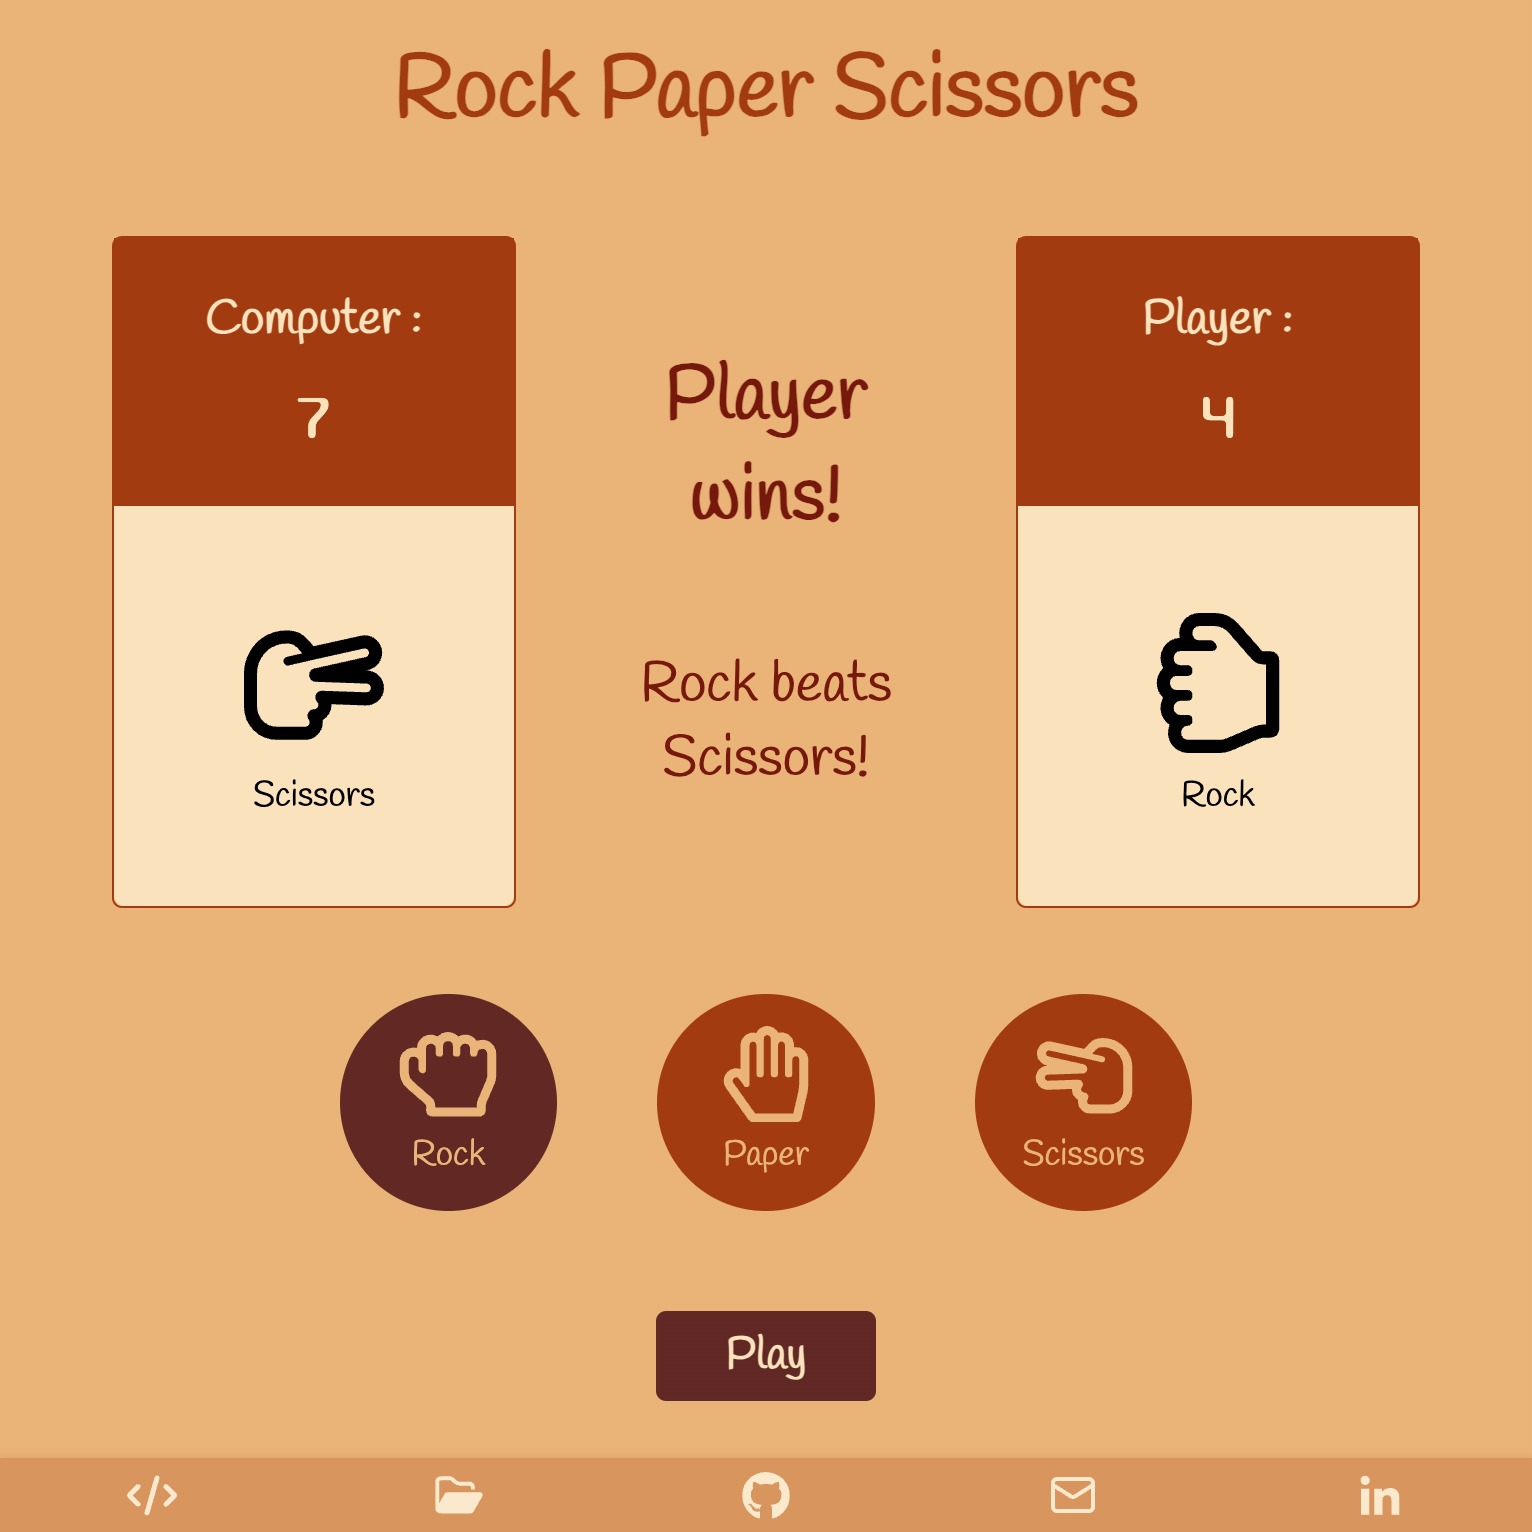 Rock Paper Scissors
Computer :
7
Scissors
Player
wins!
Rock beats
Scissors!
Player :
4
Rock
Rock
Paper
Scissors
Play
in